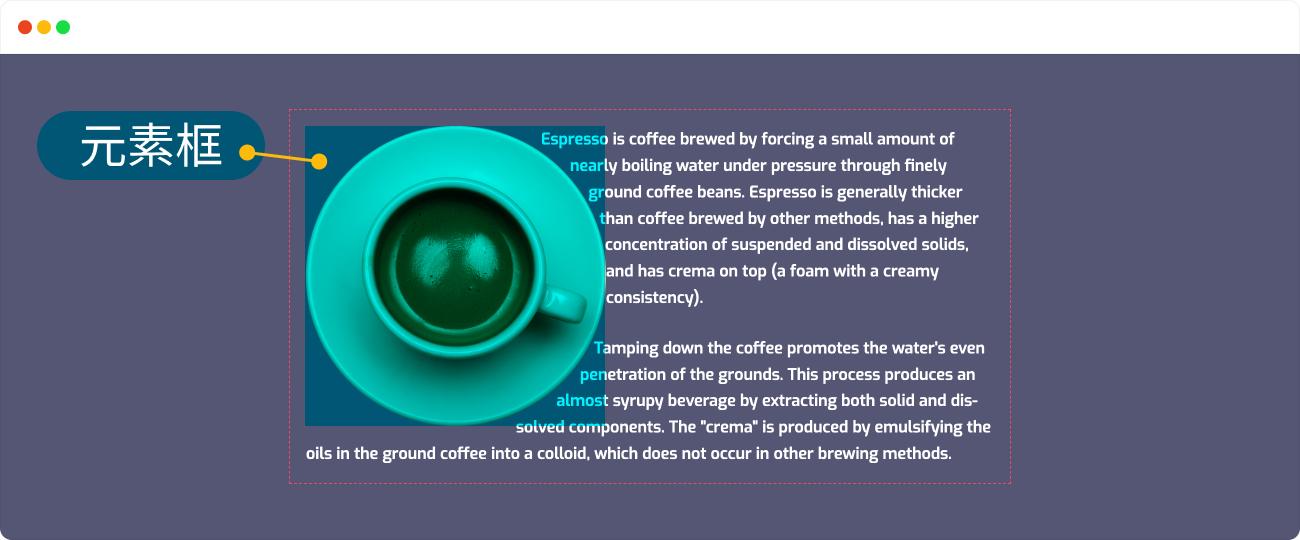 元素框
Espresso is coffee brewed by forcing a small amount of
nearly boiling water under pressure through finely
ground coffee beans. Espresso is generally thicker
than coffee brewed by other methods, has a higher
concentration of suspended and dissolved solids,
and has crema on top (a foam with a creamy
consistency).
Tamping down the coffee promotes the water's even
penetration of the grounds. This process produces an
almost syrupy beverage by extracting both solid and dis-
solved components. The "crema" is produced by emulsifying the
oils in the ground coffee into a colloid, which does not occur in other brewing methods.